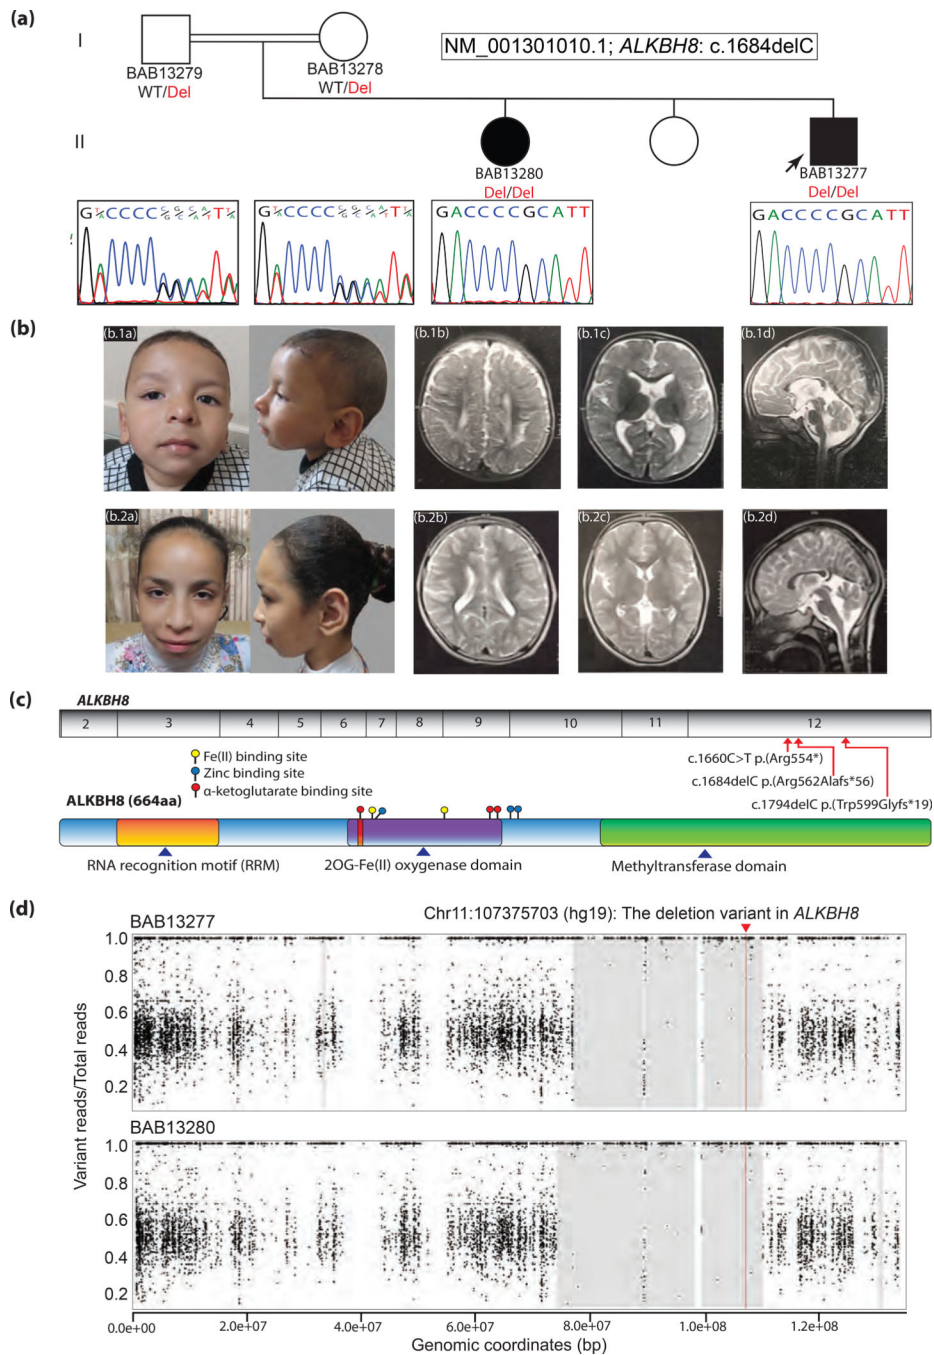 (a)
I
NM_001301010.1; ALKBH8: c.1684delC
BAB13279
WT/Del
BAB13278
WT/Del
II
BAB13280
Del/Del
BAB13277
Del/Del
G T/A CCCC C/G G/C C/A A/T T T/A
G T/A CCCC C/G G/C C/A A/T T T/A
GACCCCGCATT
GACCCCGCATT
(b)
(b.1a)
(b.1b)
(b.1c)
(b.1d)
(b.2a)
(b.2b)
(b.2c)
(b.2d)
(c)
ALKBH8
2 3 4 5 6 7 8 9 10 11 12
Fe(II) binding site
Zinc binding site
α-ketoglutarate binding site
c.1660C>T p.(Arg554*)
c.1684delC p.(Arg562Alafs*56)
c.1794delC p.(Trp599Glyfs*19)
ALKBH8 (664aa)
RNA recognition motif (RRM)
2OG-Fe(II) oxygenase domain
Methyltransferase domain
(d)
Chr11:107375703 (hg19): The deletion variant in ALKBH8
BAB13277
1.0
0.8
0.6
0.4
0.2
Variant reads/Total reads
BAB13280
1.0
0.8
0.6
0.4
0.2
0.0e+00 2.0e+07 4.0e+07 6.0e+07 8.0e+07 1.0e+08 1.2e+08
Genomic coordinates (bp)